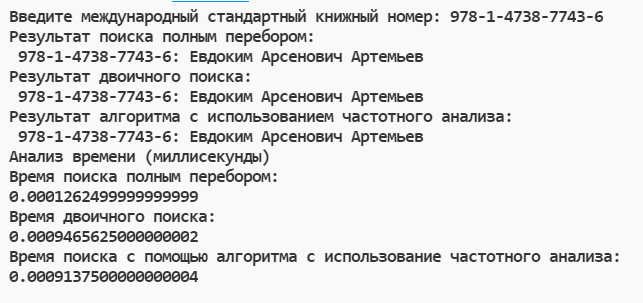 Введите международный стандартный книжный номер: 978-1-4738-7743-6
Результат поиска полным перебором:
978-1-4738-7743-6: Евдоким Арсенович Артемьев
Результат двоичного поиска:
978-1-4738-7743-6: Евдоким Арсенович Артемьев
Результат алгоритма с использованием частотного анализа:
978-1-4738-7743-6: Евдоким Арсенович Артемьев
Анализ времени (миллисекунды)
Время поиска полным перебором:
0.0001262499999999999
Время двоичного поиска:
0.0009465625000000002
Время поиска с помощью алгоритма с использование частотного анализа:
0.0009137500000000004